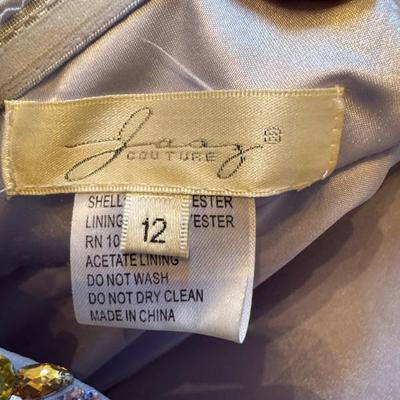 Jasz
COUTURE
SHELL ESTER
LINING YESTER
12
RN 10
ACETATE LINING
DO NOT WASH
DO NOT DRY CLEAN
MADE IN CHINA